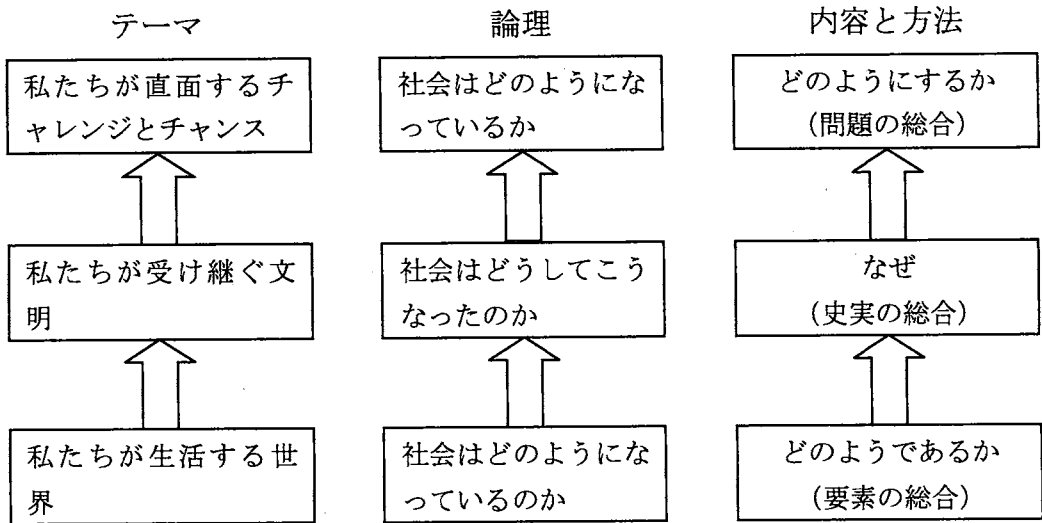 テーマ 論理 内容と方法
私たちが直面するチ
ャレンジとチャンス
社会はどのようにな
っているか
どのようにするか
（問題の総合）
私たちが受け継ぐ文
明
社会はどうしてこう
なったのか
なぜ
（史実の総合）
私たちが生活する世
界
社会はどのようにな
っているのか
どのようであるか
（要素の総合）